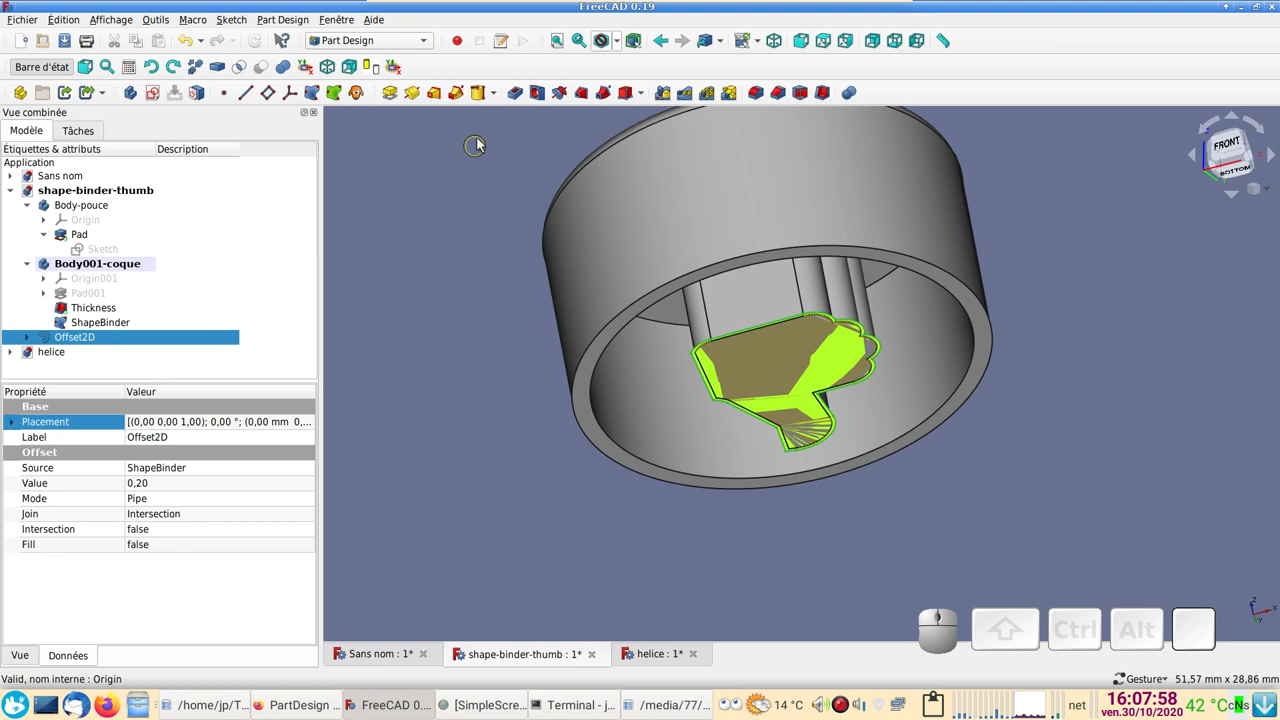 FreeCAD 0.19
Fichier Édition Affichage Outils Macro Sketch Part Design Fenêtre Aide
Part Design
Barre d'état
Vue combinée
Modèle Tâches
Étiquettes & attributs Description
Application
Sans nom
shape-binder-thumb
Body-pouce
Origin
Pad
Sketch
Body001-coque
Origin001
Pad001
Thickness
ShapeBinder
Offset2D
helice
Propriété Valeur
Base
Placement [(0,00 0,00 1,00); 0,00 °; (0,00 mm 0,...
Label Offset2D
Offset
Source ShapeBinder
Value 0,20
Mode Pipe
Join Intersection
Intersection false
Fill false
Vue Données
FRONT
BOTTOM
Ctrl Alt
Sans nom : 1* shape-binder-thumb : 1* helice : 1*
Valid, nom interne : Origin
Gesture 51,57 mm x 28,86 mm
/home/jp/T... PartDesign ... FreeCAD 0.... [SimpleScre... Terminal - j... /media/77/... 14 °C net 16:07:58 42 °C
ven.30/10/2020